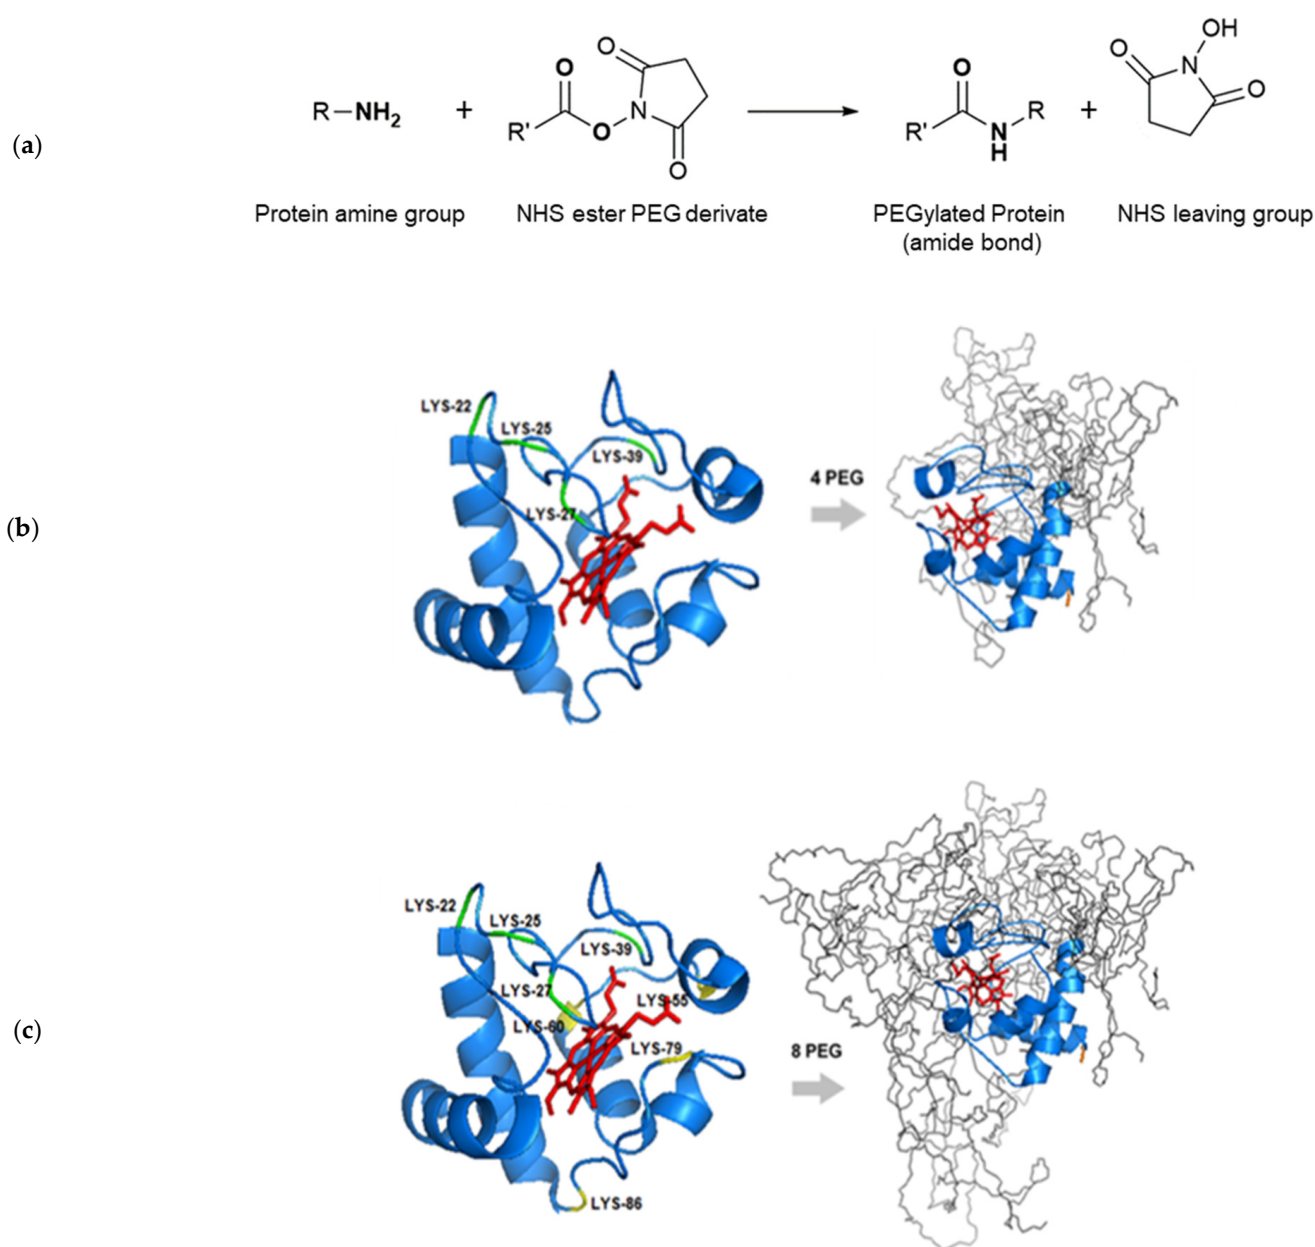 (a)
R
NH2
+
R'
O
O
O
N
O
R'
O
N
H
R
+
O
N
OH
O
Protein amine group
NHS ester PEG derivate
PEGylated Protein
(amide bond)
NHS leaving group
(b)
LYS-22
LYS-25
LYS-39
LYS-27
4 PEG
(c)
LYS-22
LYS-25
LYS-39
LYS-27
LYS-55
LYS-60
LYS-79
LYS-86
8 PEG